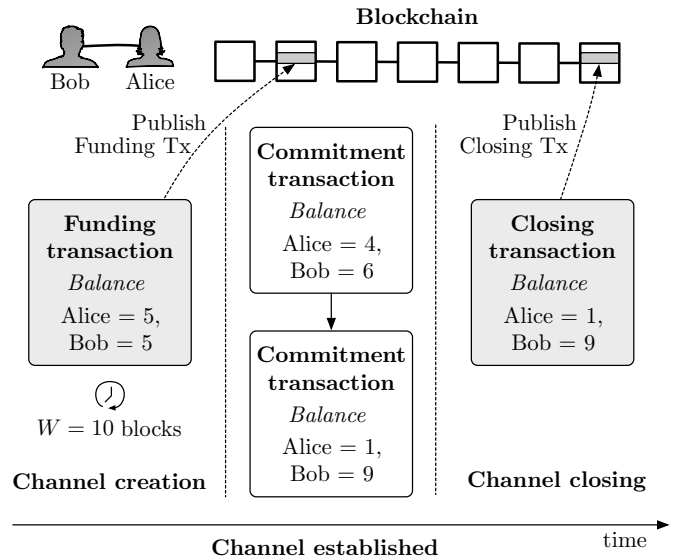 Blockchain
Bob
Alice
Publish
Funding Tx
Publish
Closing Tx
Funding
transaction
Balance
Alice = 5,
Bob = 5
W = 10 blocks
Channel creation
Commitment
transaction
Balance
Alice = 4,
Bob = 6
Commitment
transaction
Balance
Alice = 1,
Bob = 9
Closing
transaction
Balance
Alice = 1,
Bob = 9
Channel closing
Channel established
time